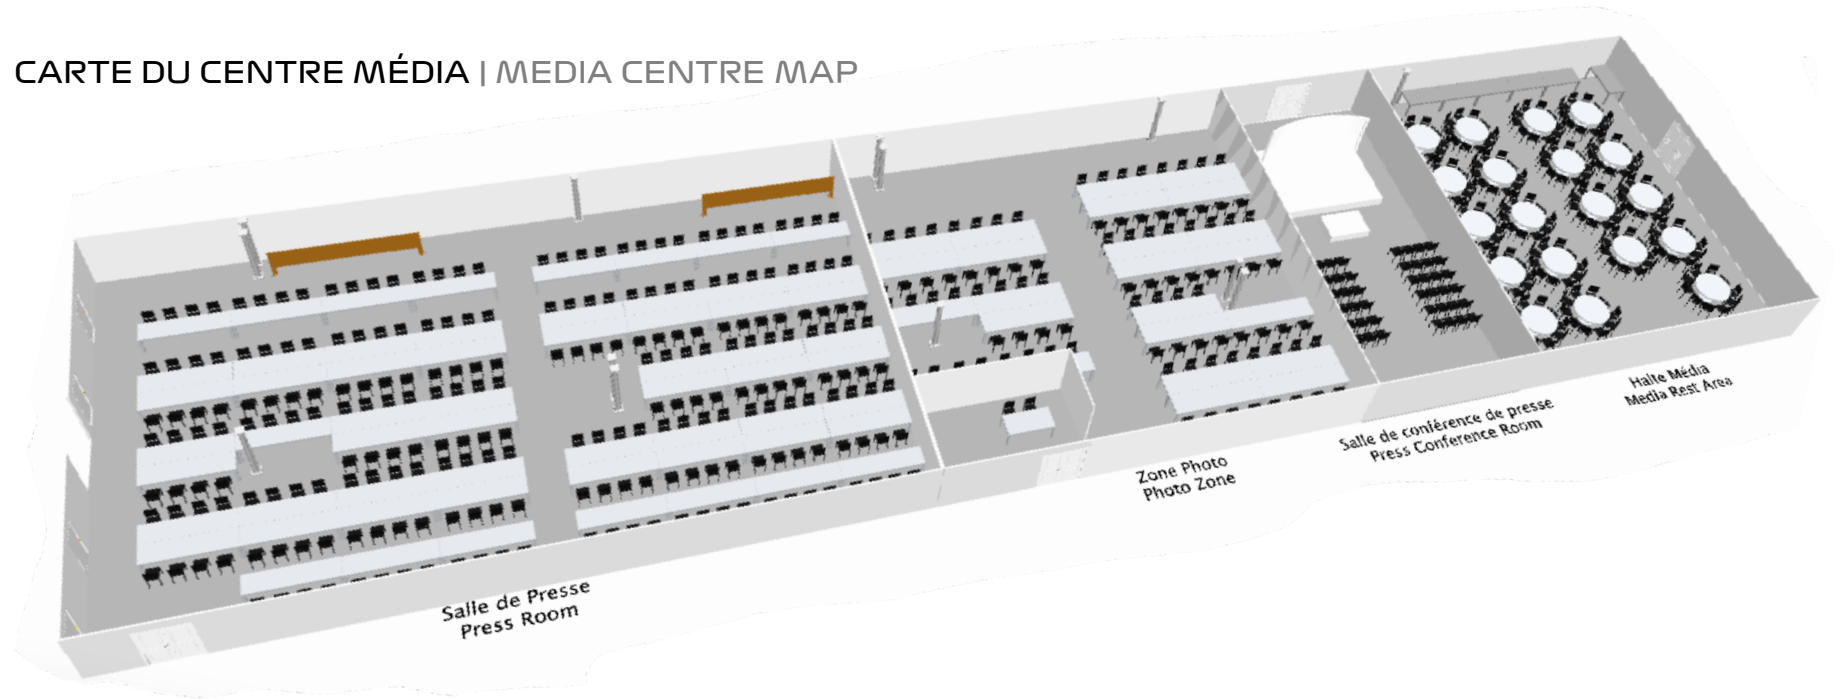 CARTE DU CENTRE MÉDIA | MEDIA CENTRE MAP
Salle de Presse
Press Room
Zone Photo
Photo Zone
Salle de conférence de presse
Press Conference Room
Halte Média
Media Rest Area